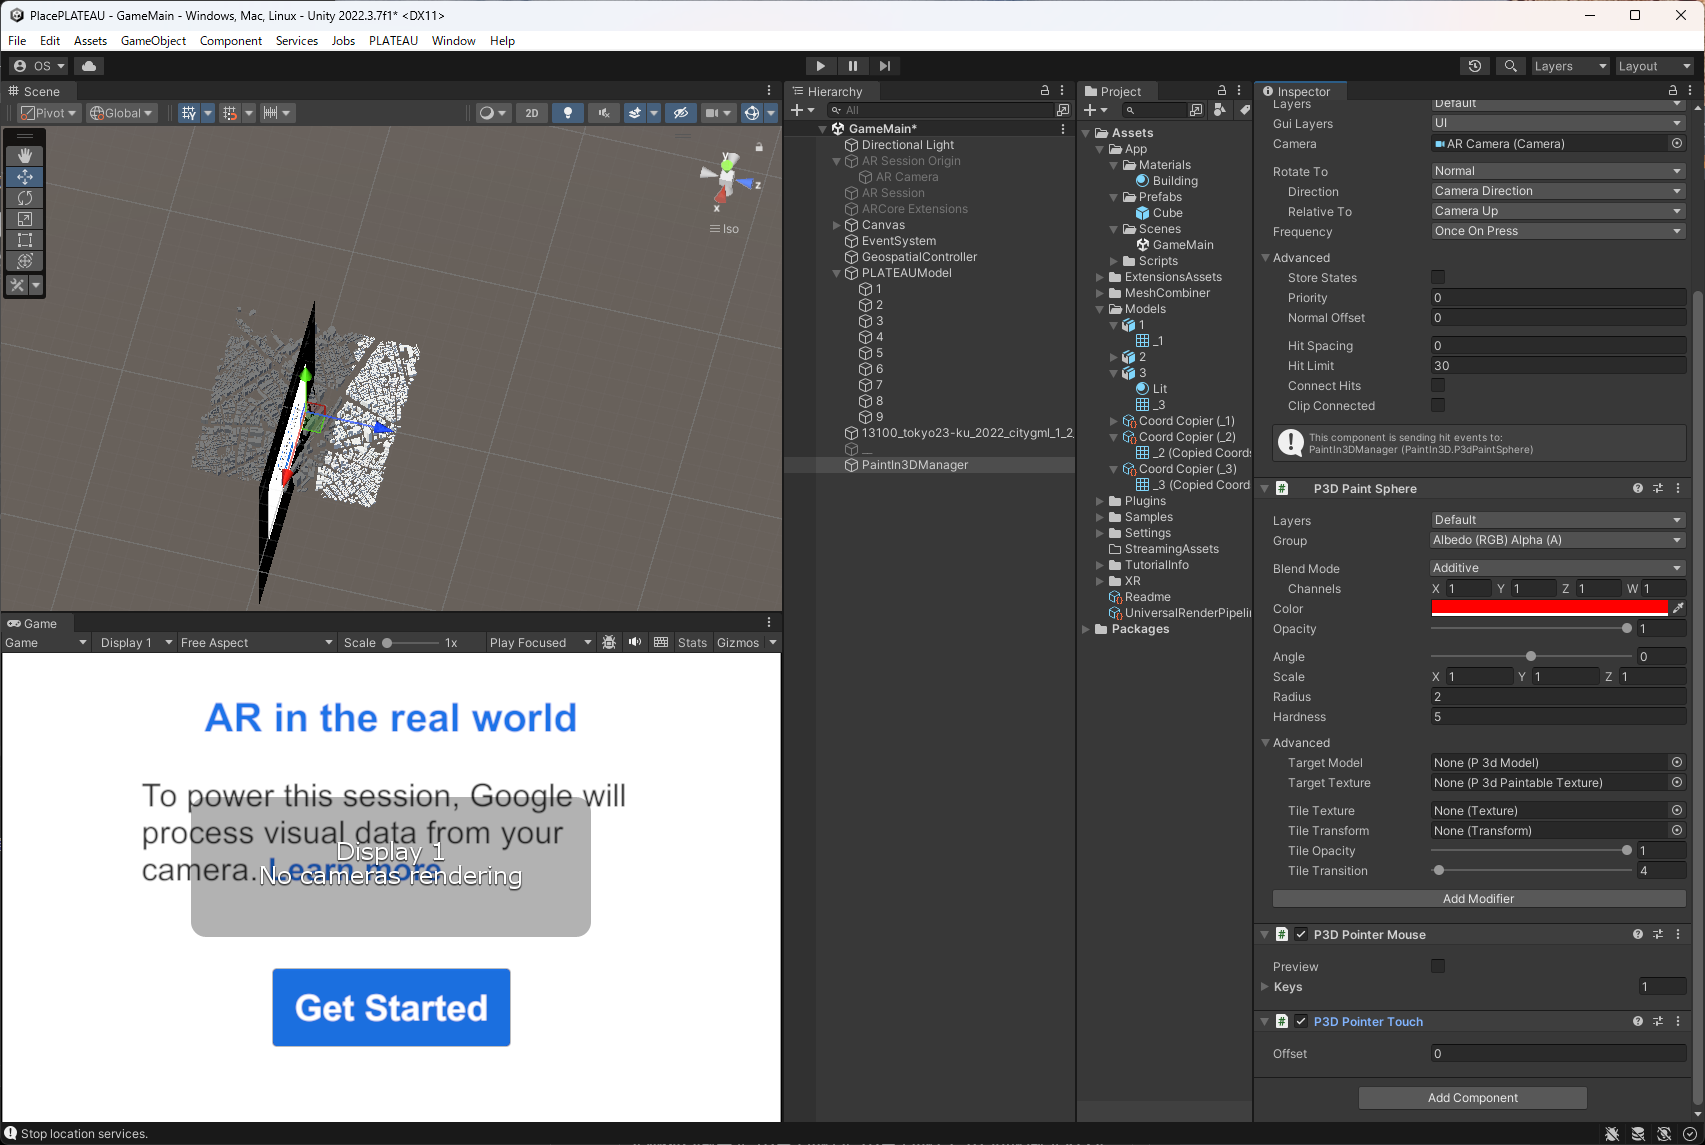 PlacePLATEAU - GameMain - Windows, Mac, Linux - Unity 2022.3.7f1* <DX11>
File Edit Assets GameObject Component Services Jobs PLATEAU Window Help
OS
Layers
Layout
Scene
Pivot
Global
2D
y
z
x
Iso
Game
Game
Display 1
Free Aspect
Scale
1x
Play Focused
Stats
Gizmos
AR in the real world
To power this session, Google will
process visual data from your
camera. Learn more
Display 1
No cameras rendering
Get Started
Hierarchy
All
GameMain*
Directional Light
AR Session Origin
AR Camera
AR Session
ARCore Extensions
Canvas
EventSystem
GeospatialController
PLATEAUModel
1
2
3
4
5
6
7
8
9
13100_tokyo23-ku_2022_citygml_1_2_
__
PaintIn3DManager
Project
Assets
App
Materials
Building
Prefabs
Cube
Scenes
GameMain
Scripts
ExtensionsAssets
MeshCombiner
Models
1
_1
2
3
Lit
_3
Coord Copier (_1)
Coord Copier (_2)
_2 (Copied Coords
Coord Copier (_3)
_3 (Copied Coord
Plugins
Samples
Settings
StreamingAssets
TutorialInfo
XR
Readme
UniversalRenderPipelin
Packages
Inspector
Layers Default
Gui Layers UI
Camera AR Camera (Camera)
Rotate To Normal
Direction Camera Direction
Relative To Camera Up
Frequency Once On Press
Advanced
Store States
Priority 0
Normal Offset 0
Hit Spacing 0
Hit Limit 30
Connect Hits
Clip Connected
This component is sending hit events to:
PaintIn3DManager (PaintIn3D.P3dPaintSphere)
# P3D Paint Sphere
Layers Default
Group Albedo (RGB) Alpha (A)
Blend Mode Additive
Channels X 1 Y 1 Z 1 W 1
Color
Opacity 1
Angle 0
Scale X 1 Y 1 Z 1
Radius 2
Hardness 5
Advanced
Target Model None (P 3d Model)
Target Texture None (P 3d Paintable Texture)
Tile Texture None (Texture)
Tile Transform None (Transform)
Tile Opacity 1
Tile Transition 4
Add Modifier
# P3D Pointer Mouse
Preview
Keys 1
# P3D Pointer Touch
Offset 0
Add Component
Stop location services.